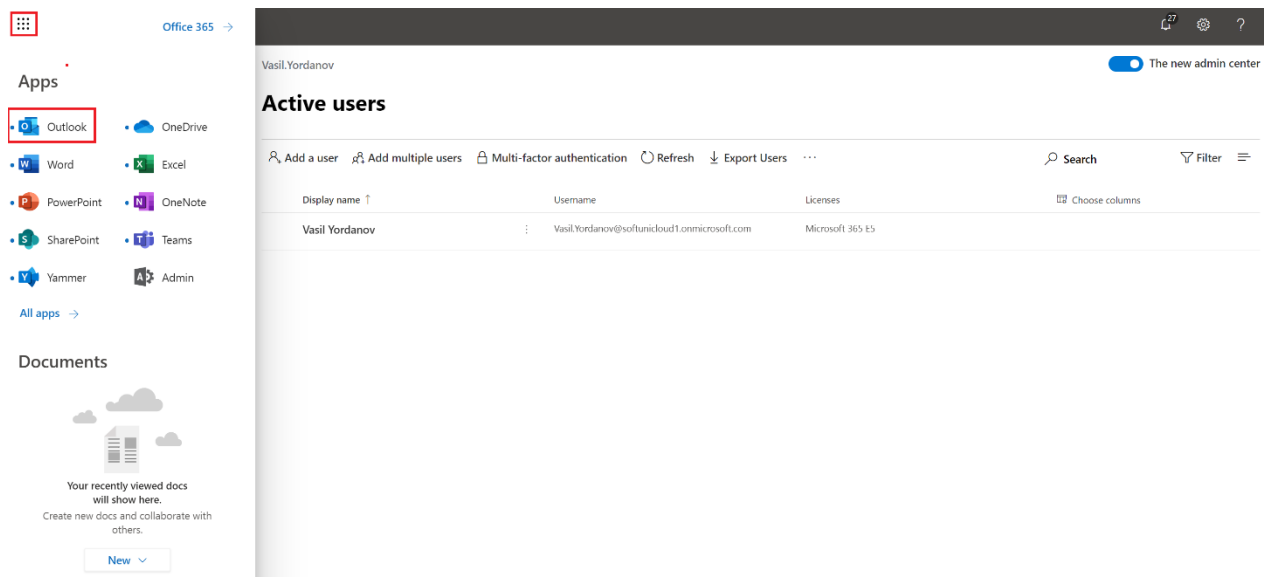 Office 365 →
27
?
Vasil.Yordanov
The new admin center
Apps
Active users
Outlook
OneDrive
Add a user
Add multiple users
Multi-factor authentication
Refresh
Export Users
...
Search
Filter
Word
Excel
PowerPoint
OneNote
Display name ↑
Username
Licenses
Choose columns
Vasil Yordanov
Vasil.Yordanov@softunicloud1.onmicrosoft.com
Microsoft 365 E5
SharePoint
Teams
Yammer
Admin
All apps →
Documents
Your recently viewed docs
will show here.
Create new docs and collaborate with
others.
New